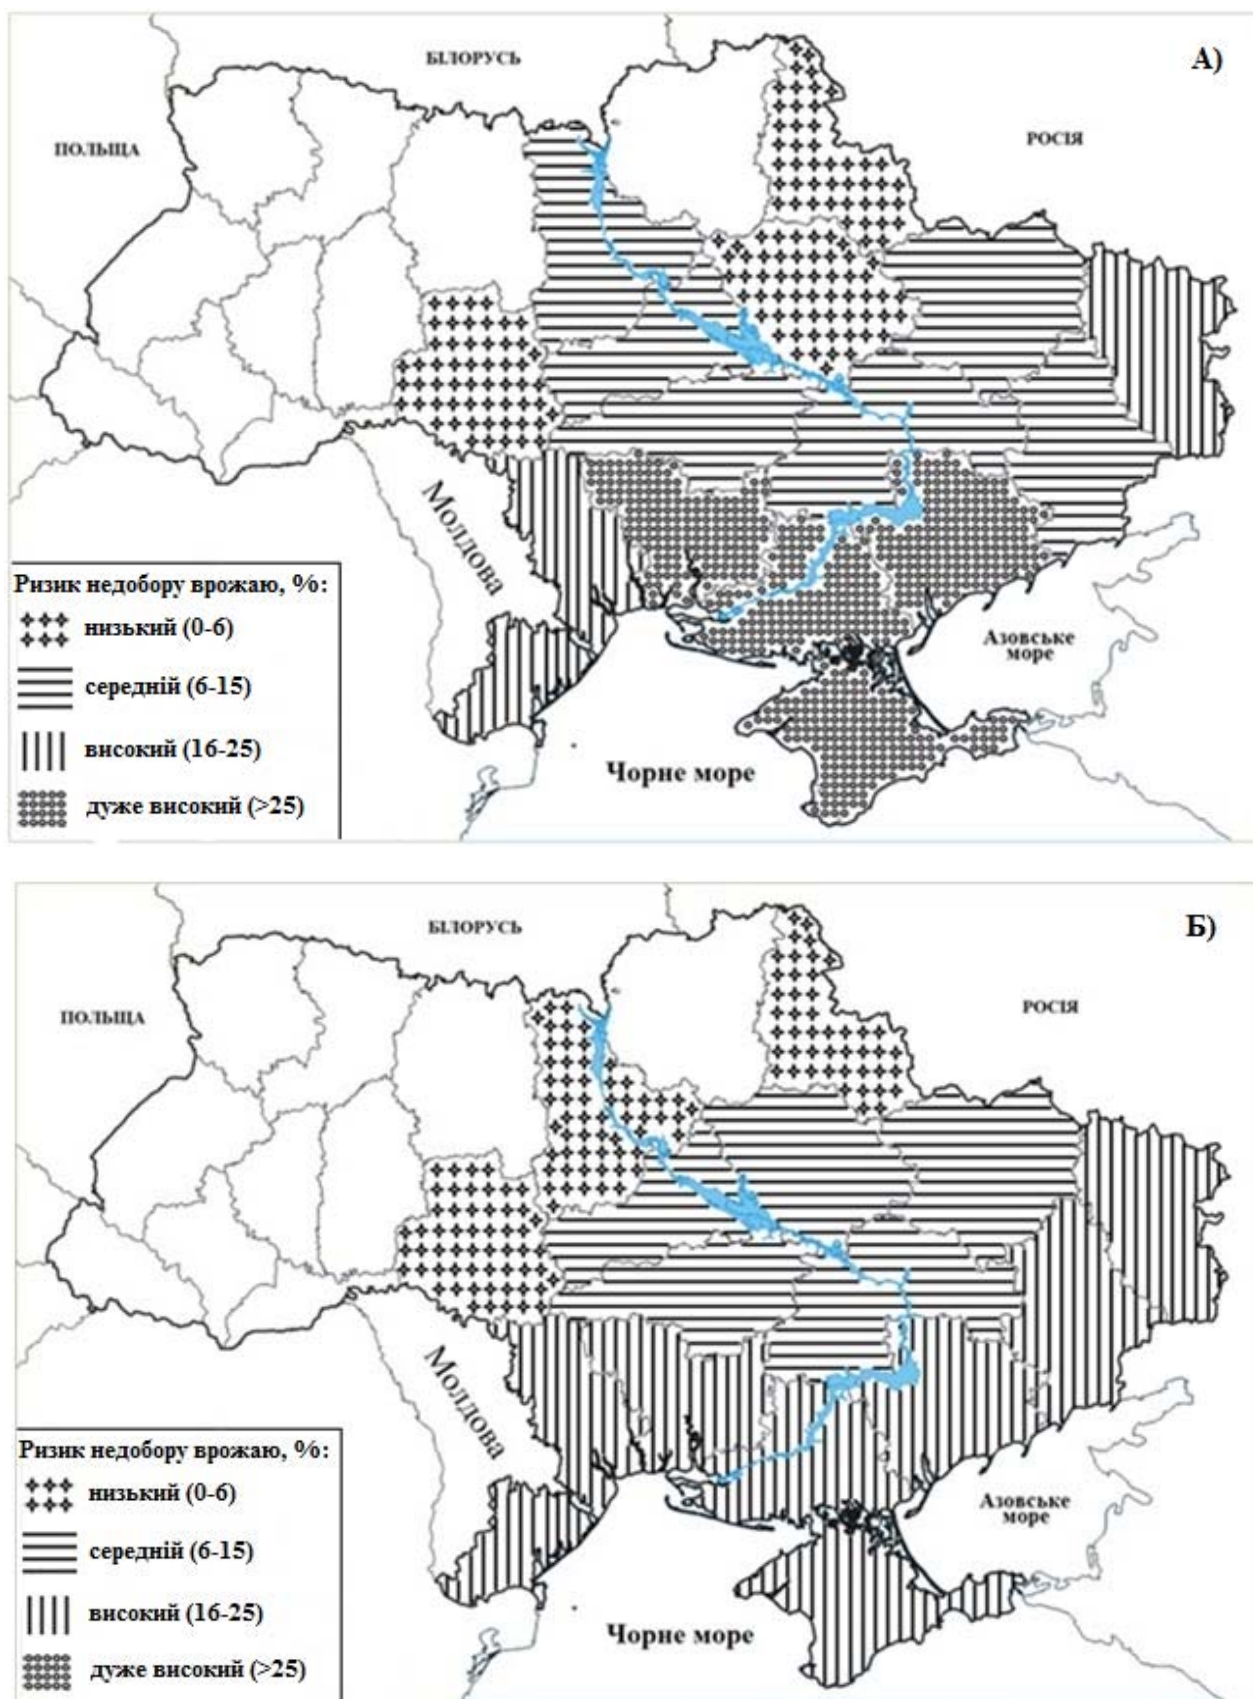 А)
БІЛОРУСЬ
ПОЛЬЩА
РОСІЯ
Молдова
Ризик недобору врожаю, %:
низький (0-6)
середній (6-15)
високий (16-25)
дуже високий (>25)
Азовське
море
Чорне море
Б)
БІЛОРУСЬ
ПОЛЬЩА
РОСІЯ
Молдова
Ризик недобору врожаю, %:
низький (0-6)
середній (6-15)
високий (16-25)
дуже високий (>25)
Азовське
море
Чорне море